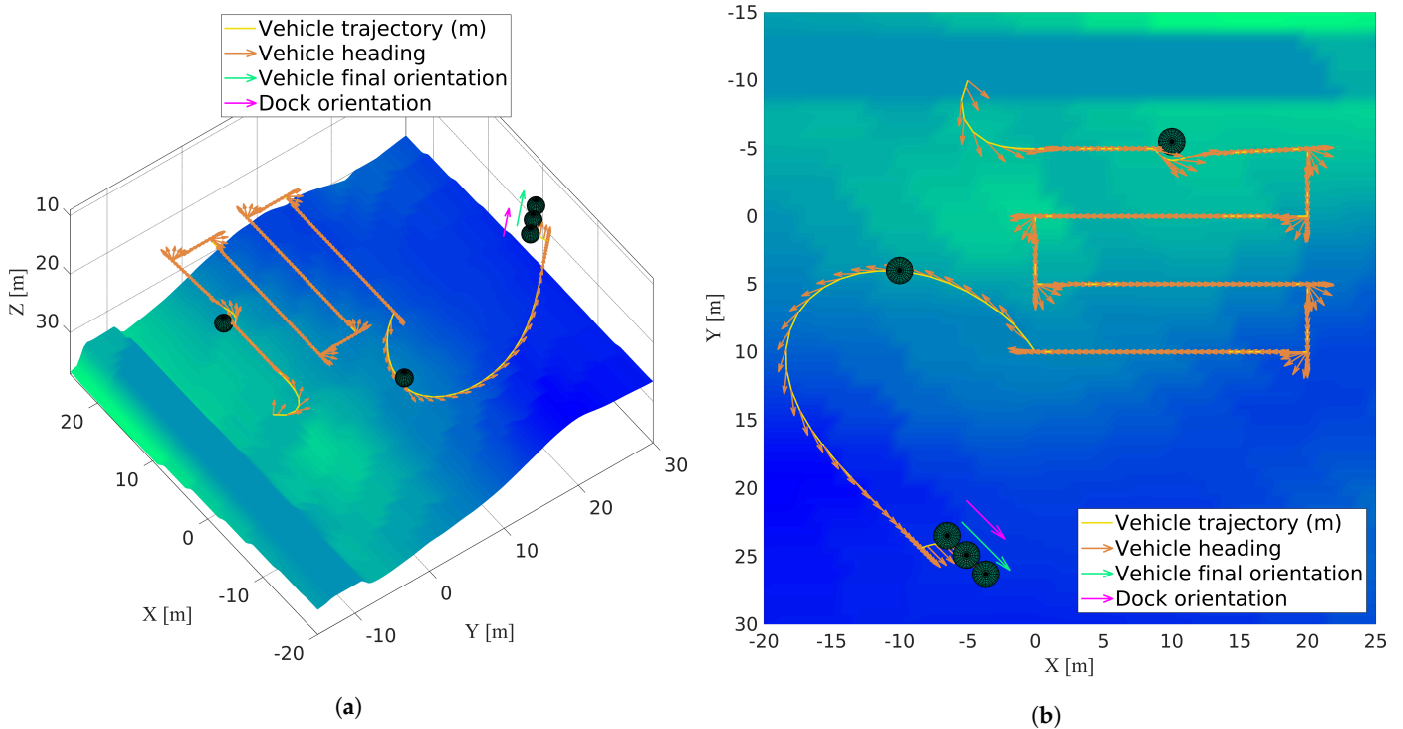 Vehicle trajectory (m)
Vehicle heading
Vehicle final orientation
Dock orientation
10
20
30
Z [m]
20
10
0
-10
-20
X [m]
-10
0
10
20
30
Y [m]
(a)
-15
-10
-5
0
5
10
15
20
25
30
Y [m]
Vehicle trajectory (m)
Vehicle heading
Vehicle final orientation
Dock orientation
-20 -15 -10 -5 0 5 10 15 20 25
X [m]
(b)